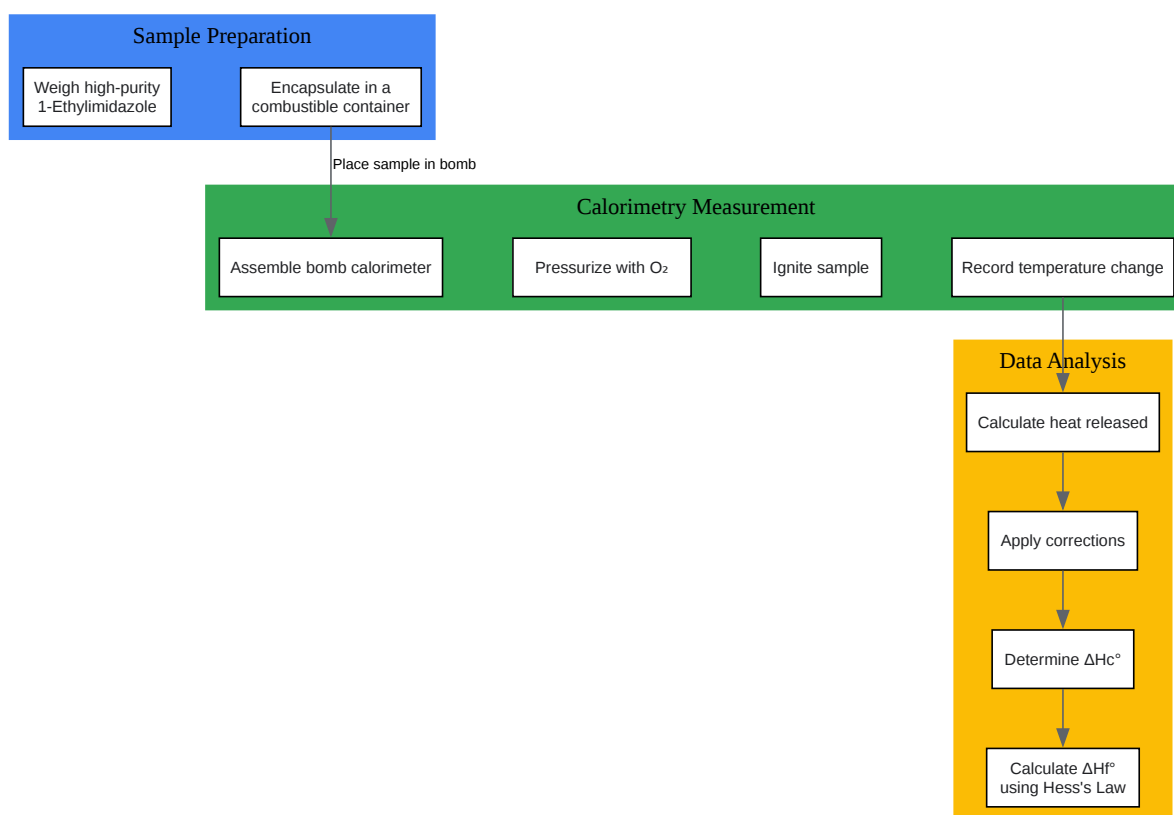 Sample Preparation
Weigh high-purity
1-Ethylimidazole
Encapsulate in a
combustible container
Place sample in bomb
Calorimetry Measurement
Assemble bomb calorimeter
Pressurize with O₂
Ignite sample
Record temperature change
Data Analysis
Calculate heat released
Apply corrections
Determine ΔHc°
Calculate ΔHf°
using Hess's Law